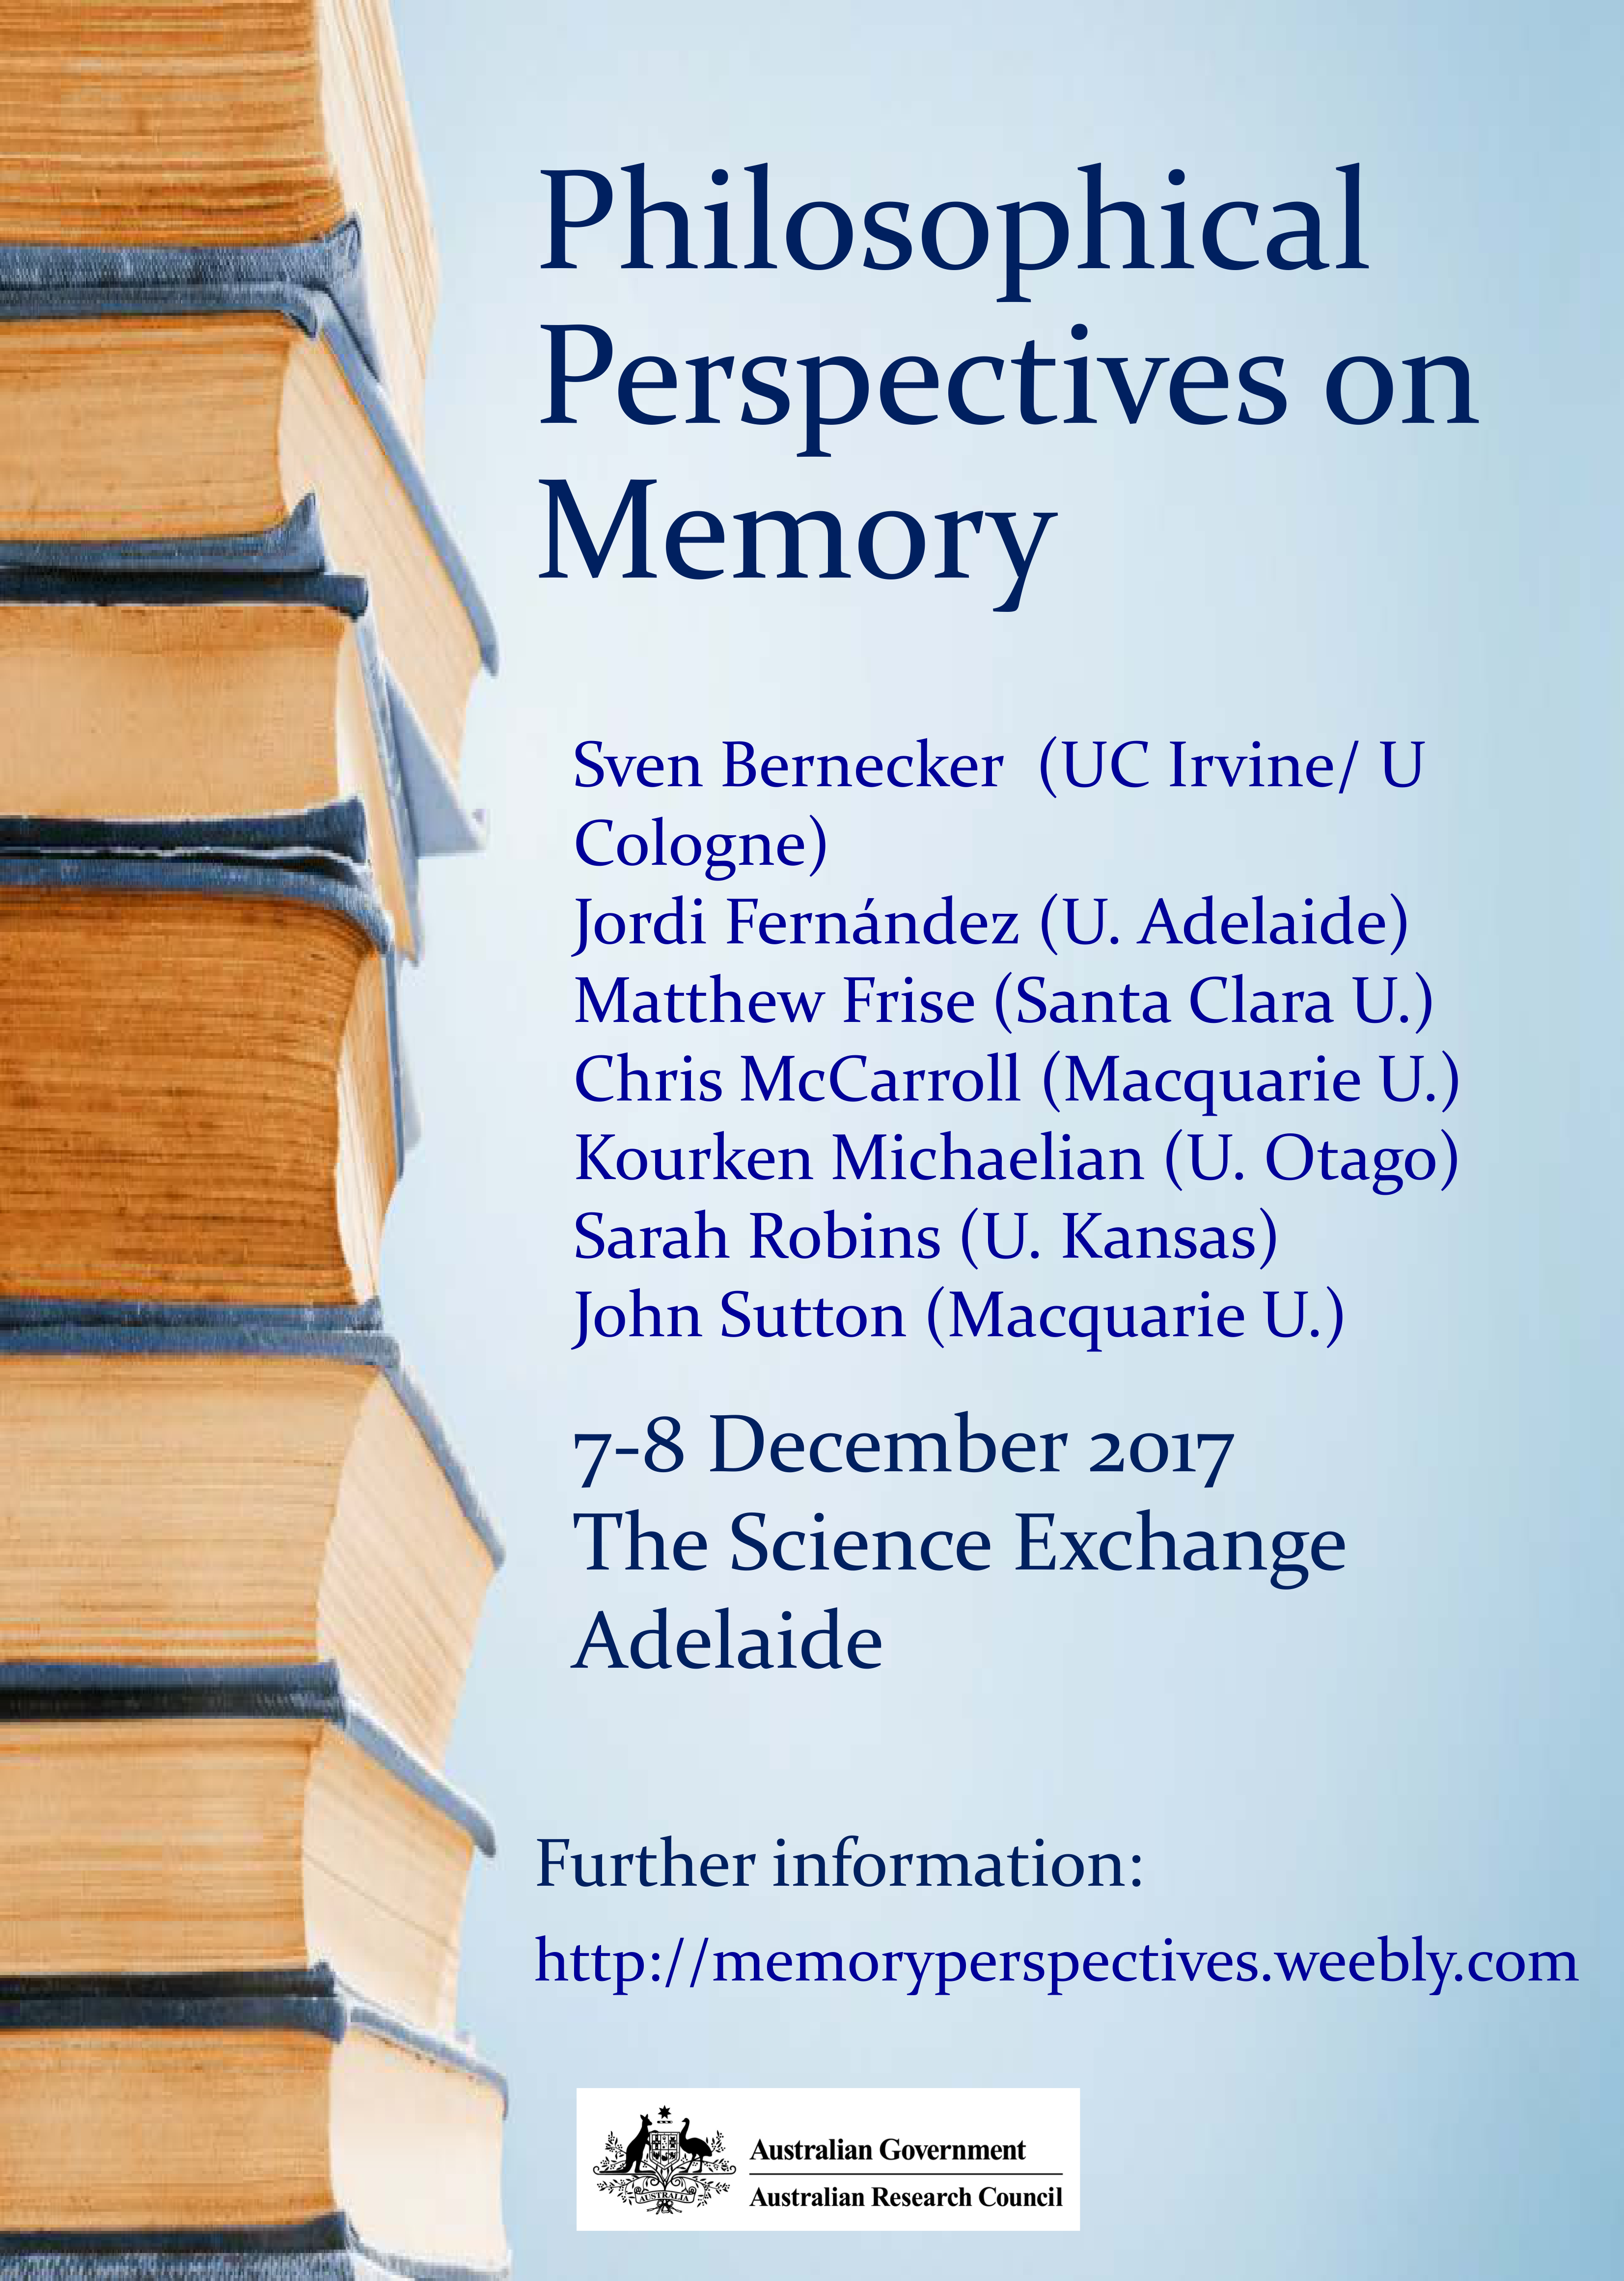 Philosophical
Perspectives on
Memory
Sven Bernecker  (UC Irvine/ U
Cologne)
Jordi Fernández (U. Adelaide)
Matthew Frise (Santa Clara U.)
Chris McCarroll (Macquarie U.)
Kourken Michaelian (U. Otago)
Sarah Robins (U. Kansas)
John Sutton (Macquarie U.)
7-8 December 2017
The Science Exchange
Adelaide
Further information:
http://memoryperspectives.weebly.com
AUSTRALIA
Australian Government
Australian Research Council